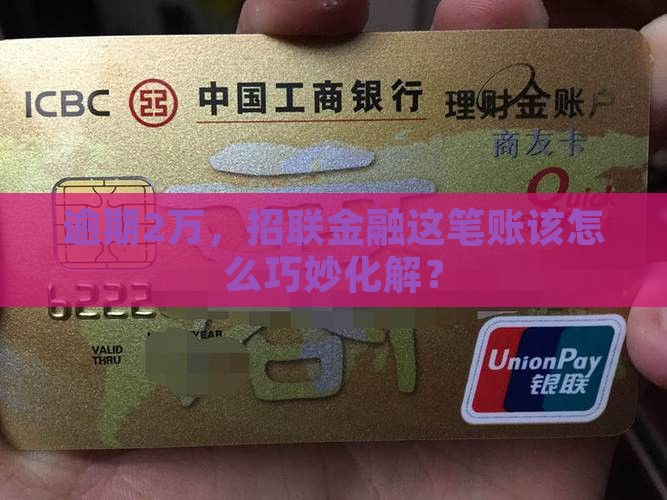 ICBC 中国工商银行 理财金账户
商友卡
Quick
逾期2万，招联金融这笔账该怎
么巧妙化解？
6222
VALID
THRU
YEAR
UnionPay
银联